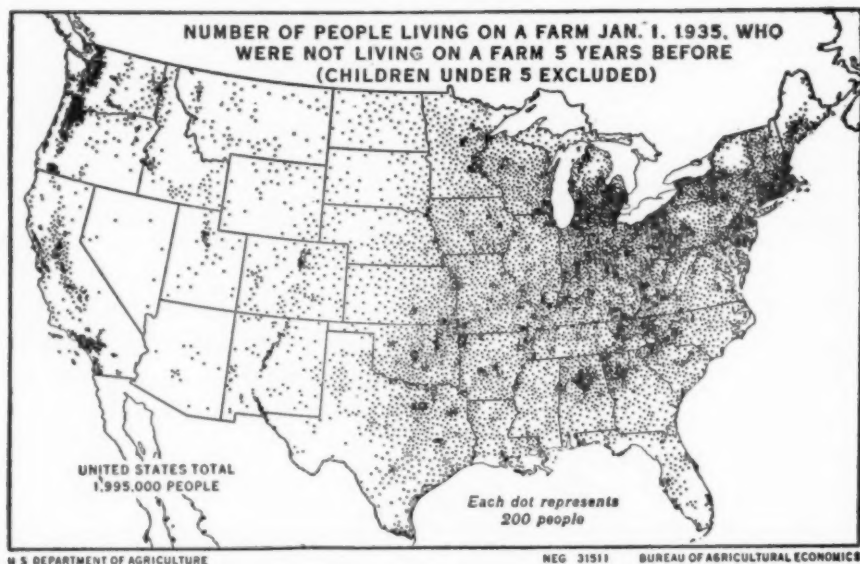 NUMBER OF PEOPLE LIVING ON A FARM JAN. 1, 1935, WHO
WERE NOT LIVING ON A FARM 5 YEARS BEFORE
(CHILDREN UNDER 5 EXCLUDED)
UNITED STATES TOTAL
1,995,000 PEOPLE
Each dot represents
200 people
U S DEPARTMENT OF AGRICULTURE NEG 31511 BUREAU OF AGRICULTURAL ECONOMICS